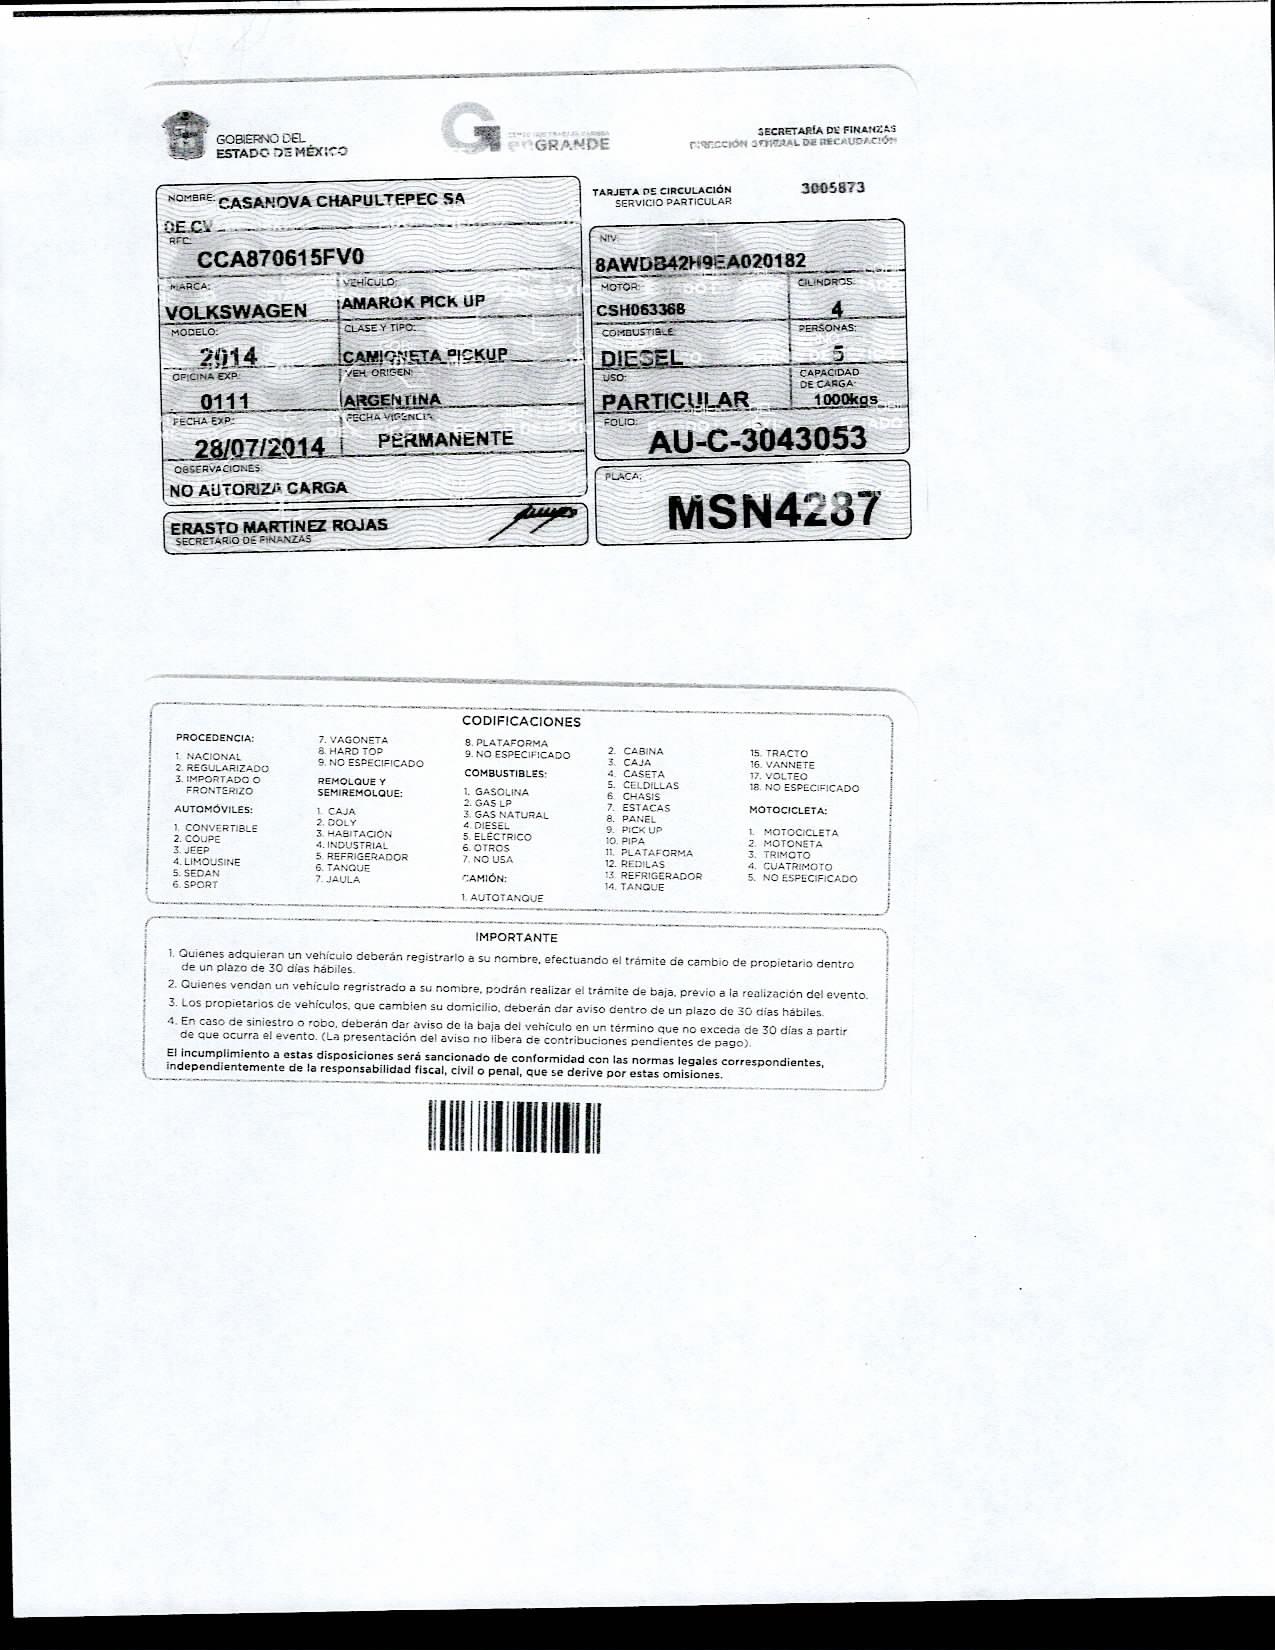 GOBIERNO DEL
ESTADO DE MÉXICO
enGRANDE
SECRETARÍA DE FINANZAS
DIRECCIÓN GENERAL DE RECAUDACIÓN
NOMBRE: CASANOVA CHAPULTEPEC SA
DE CV
RFC:
CCA870615FV0
MARCA: VEHÍCULO:
VOLKSWAGEN AMAROK PICK UP
MODELO: CLASE Y TIPO:
2014 CAMIONETA PICKUP
OFICINA EXP: VEH. ORIGEN:
0111 ARGENTINA
FECHA EXP: FECHA VIGENCIA:
28/07/2014 PERMANENTE
OBSERVACIONES:
NO AUTORIZA CARGA
ERASTO MARTINEZ ROJAS
SECRETARIO DE FINANZAS
TARJETA DE CIRCULACIÓN 3005873
SERVICIO PARTICULAR
NIV:
8AWDB42H9EA020182
MOTOR: CILINDROS:
CSH063368 4
COMBUSTIBLE: PERSONAS:
DIESEL 5
USO: CAPACIDAD
DE CARGA:
PARTICULAR 1000kgs
FOLIO:
AU-C-3043053
PLACA:
MSN4287
CODIFICACIONES
PROCEDENCIA:
1. NACIONAL
2. REGULARIZADO
3. IMPORTADO O
FRONTERIZO
AUTOMÓVILES:
1. CONVERTIBLE
2. COUPE
3. JEEP
4. LIMOUSINE
5. SEDAN
6. SPORT
7. VAGONETA
8. HARD TOP
9. NO ESPECIFICADO
REMOLQUE Y
SEMIREMOLQUE:
1. CAJA
2. DOLY
3. HABITACIÓN
4. INDUSTRIAL
5. REFRIGERADOR
6. TANQUE
7. JAULA
8. PLATAFORMA
9. NO ESPECIFICADO
COMBUSTIBLES:
1. GASOLINA
2. GAS LP
3. GAS NATURAL
4. DIESEL
5. ELÉCTRICO
6. OTROS
7. NO USA
CAMIÓN:
1. AUTOTANQUE
2. CABINA
3. CAJA
4. CASETA
5. CELDILLAS
6. CHASIS
7. ESTACAS
8. PANEL
9. PICK UP
10. PIPA
11. PLATAFORMA
12. REDILAS
13. REFRIGERADOR
14. TANQUE
15. TRACTO
16. VANNETE
17. VOLTEO
18. NO ESPECIFICADO
MOTOCICLETA:
1. MOTOCICLETA
2. MOTONETA
3. TRIMOTO
4. CUATRIMOTO
5. NO ESPECIFICADO
IMPORTANTE
1. Quienes adquieran un vehículo deberán registrarlo a su nombre, efectuando el trámite de cambio de propietario dentro
de un plazo de 30 días hábiles.
2. Quienes vendan un vehículo regristrado a su nombre, podrán realizar el trámite de baja, previo a la realización del evento.
3. Los propietarios de vehículos, que cambien su domicilio, deberán dar aviso dentro de un plazo de 30 días hábiles.
4. En caso de siniestro o robo, deberán dar aviso de la baja del vehículo en un término que no exceda de 30 días a partir
de que ocurra el evento. (La presentación del aviso no libera de contribuciones pendientes de pago).
El incumplimiento a estas disposiciones será sancionado de conformidad con las normas legales correspondientes,
independientemente de la responsabilidad fiscal, civil o penal, que se derive por estas omisiones.